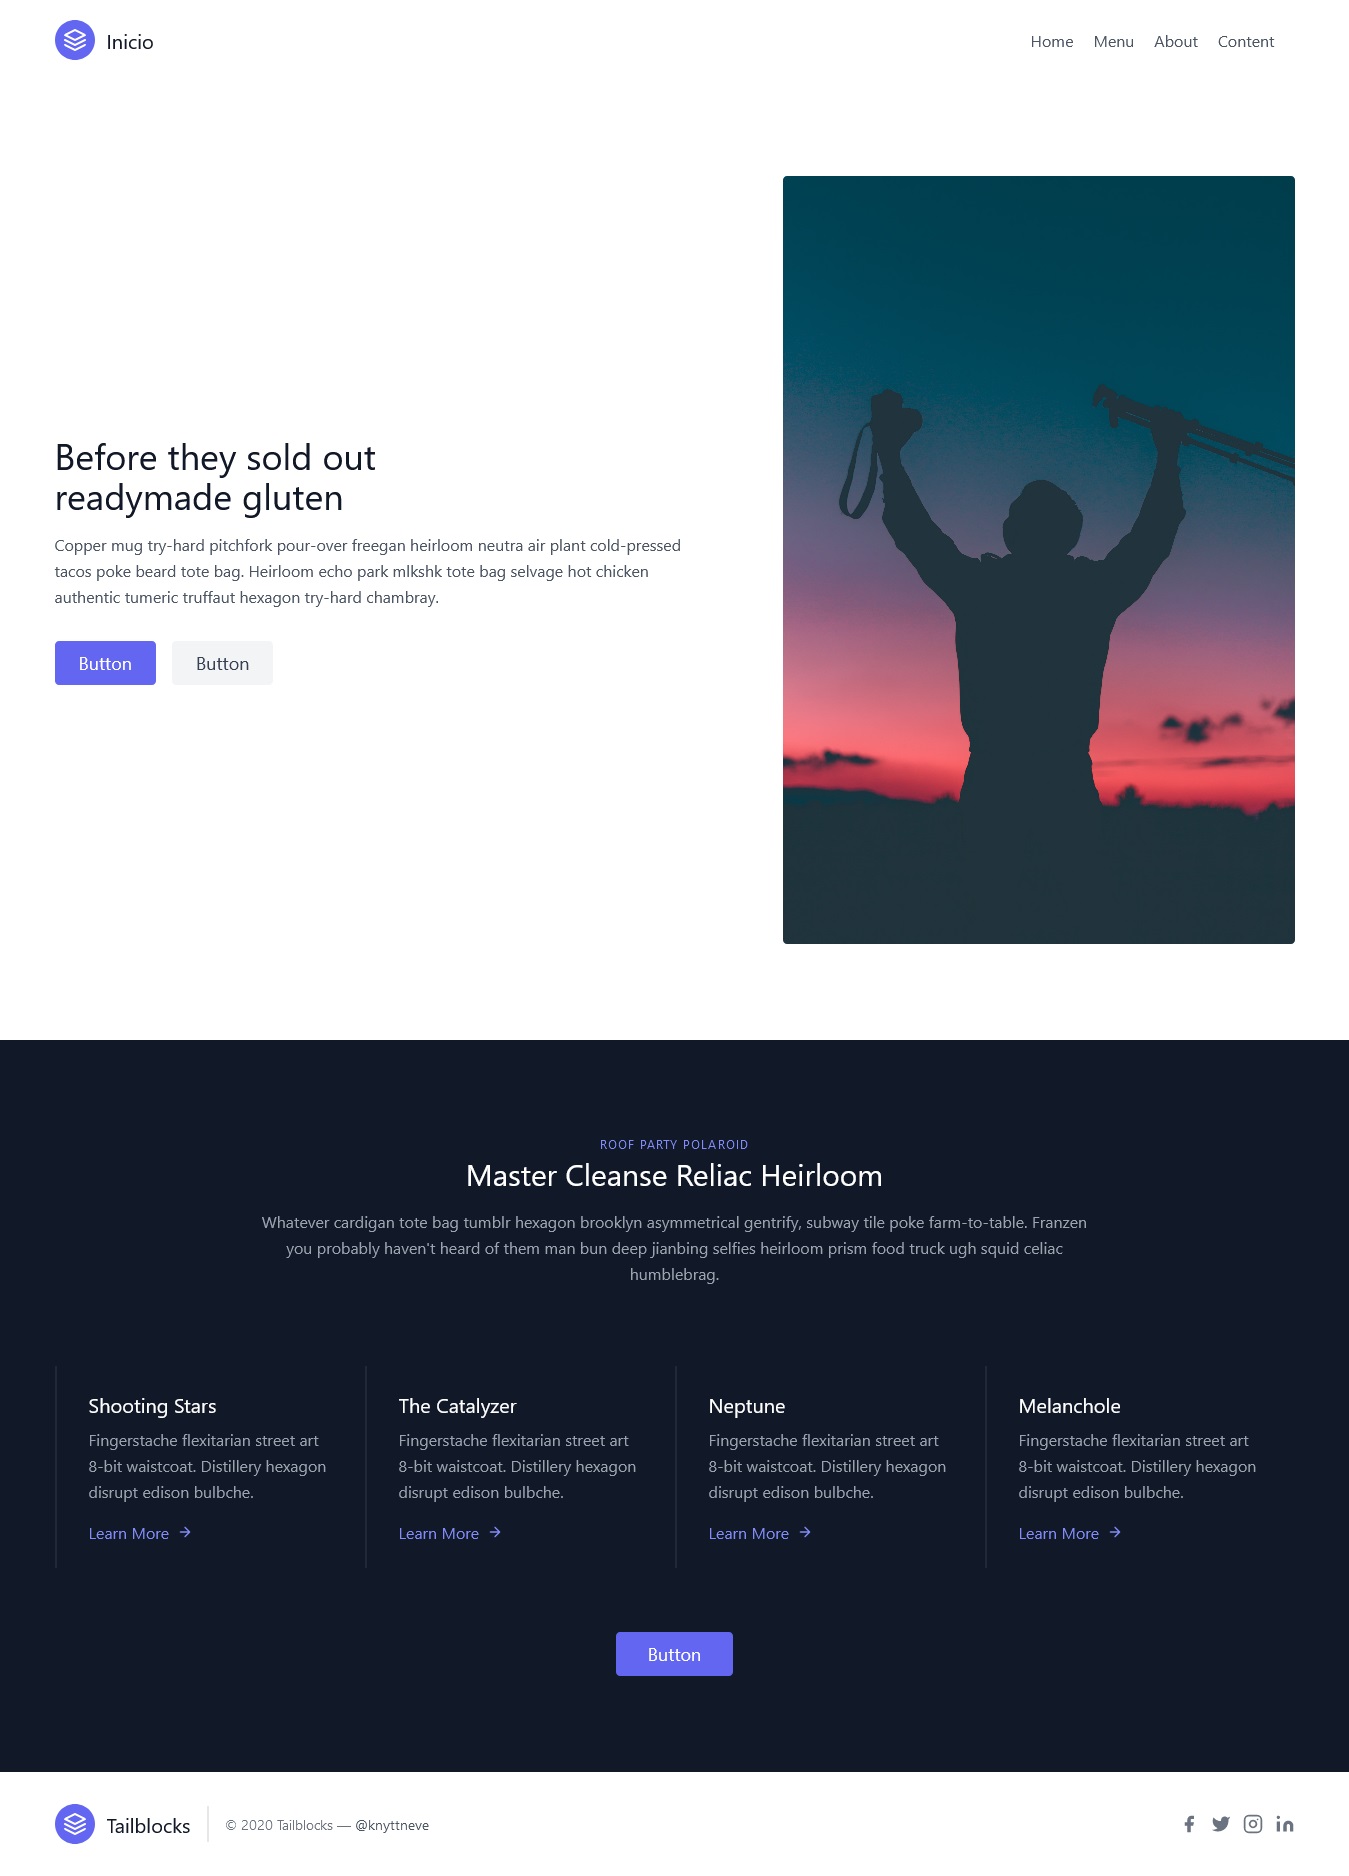 Inicio
Home Menu About Content
Before they sold out
readymade gluten
Copper mug try-hard pitchfork pour-over freegan heirloom neutra air plant cold-pressed
tacos poke beard tote bag. Heirloom echo park mlkshk tote bag selvage hot chicken
authentic tumeric truffaut hexagon try-hard chambray.
Button Button
ROOF PARTY POLAROID
Master Cleanse Reliac Heirloom
Whatever cardigan tote bag tumblr hexagon brooklyn asymmetrical gentrify, subway tile poke farm-to-table. Franzen
you probably haven't heard of them man bun deep jianbing selfies heirloom prism food truck ugh squid celiac
humblebrag.
Shooting Stars
Fingerstache flexitarian street art
8-bit waistcoat. Distillery hexagon
disrupt edison bulbche.
Learn More
The Catalyzer
Fingerstache flexitarian street art
8-bit waistcoat. Distillery hexagon
disrupt edison bulbche.
Learn More
Neptune
Fingerstache flexitarian street art
8-bit waistcoat. Distillery hexagon
disrupt edison bulbche.
Learn More
Melanchole
Fingerstache flexitarian street art
8-bit waistcoat. Distillery hexagon
disrupt edison bulbche.
Learn More
Button
Tailblocks
© 2020 Tailblocks — @knyttneve